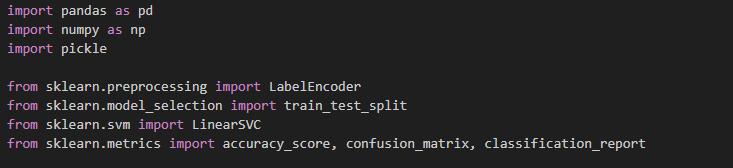 import pandas as pd
import numpy as np
import pickle
from sklearn.preprocessing import LabelEncoder
from sklearn.model_selection import train_test_split
from sklearn.svm import LinearSVC
from sklearn.metrics import accuracy_score, confusion_matrix, classification_report